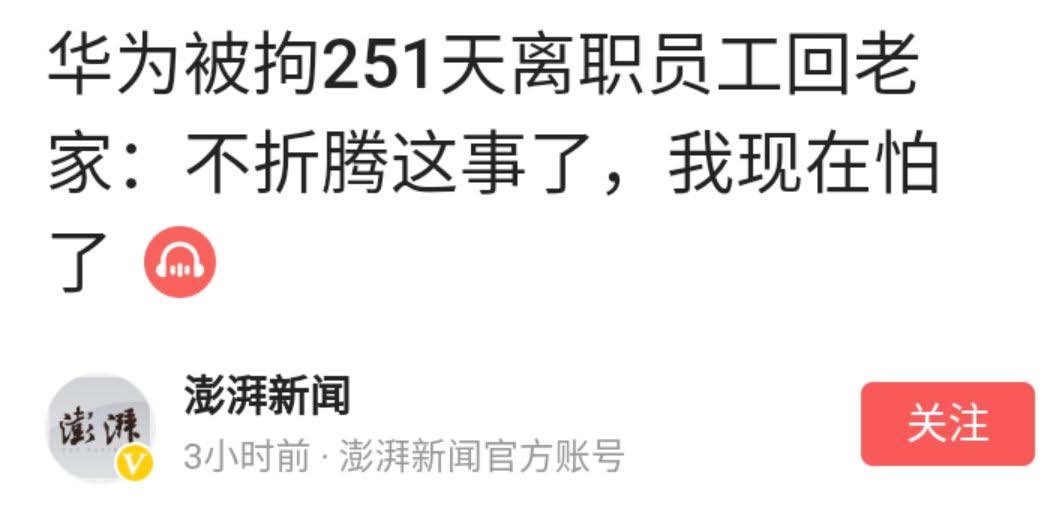 华为被拘251天离职员工回老
家：不折腾这事了，我现在怕
了
澎湃
澎湃新闻
V
3小时前 · 澎湃新闻官方账号
关注